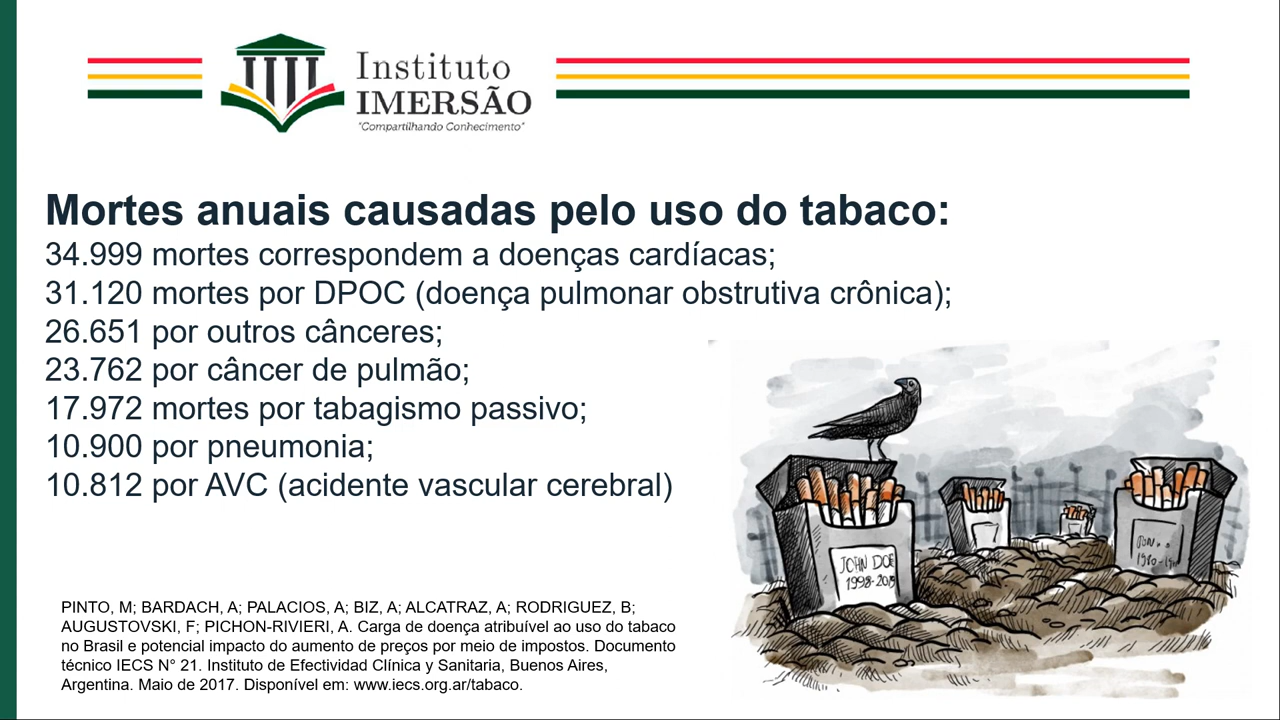 Instituto
IMERSÃO
"Compartilhando Conhecimento"
Mortes anuais causadas pelo uso do tabaco:
34.999 mortes correspondem a doenças cardíacas;
31.120 mortes por DPOC (doença pulmonar obstrutiva crônica);
26.651 por outros cânceres;
23.762 por câncer de pulmão;
17.972 mortes por tabagismo passivo;
10.900 por pneumonia;
10.812 por AVC (acidente vascular cerebral)
JOHN DOE
1998-2015
PINTO, M; BARDACH, A; PALACIOS, A; BIZ, A; ALCATRAZ, A; RODRIGUEZ, B;
AUGUSTOVSKI, F; PICHON-RIVIERI, A. Carga de doença atribuível ao uso do tabaco
no Brasil e potencial impacto do aumento de preços por meio de impostos. Documento
técnico IECS N° 21. Instituto de Efectividad Clínica y Sanitaria, Buenos Aires,
Argentina. Maio de 2017. Disponível em: www.iecs.org.ar/tabaco.